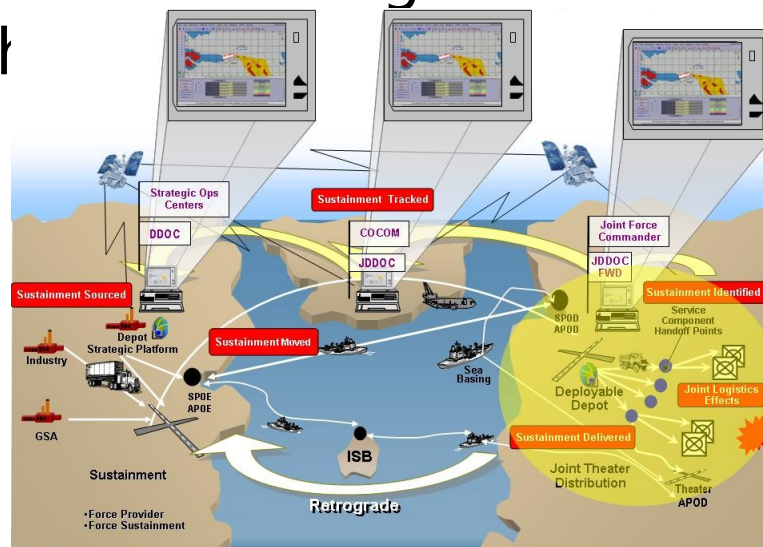 Strategic Ops
Centers
DDOC
Sustainment Tracked
COCOM
JDDOC
Joint Force
Commander
JDDOC
FWD
Sustainment Sourced
Sustainment Identified
Service
Component
Handoff Points
SPOD
APOD
Depot
Strategic Platform
Sustainment Moved
Industry
Sea
Basing
SPOE
APOE
Deployable
Depot
Joint Logistics
Effects
GSA
ISB
Sustainment Delivered
Sustainment
Joint Theater
Distribution
Theater
APOD
Retrograde
•Force Provider
•Force Sustainment